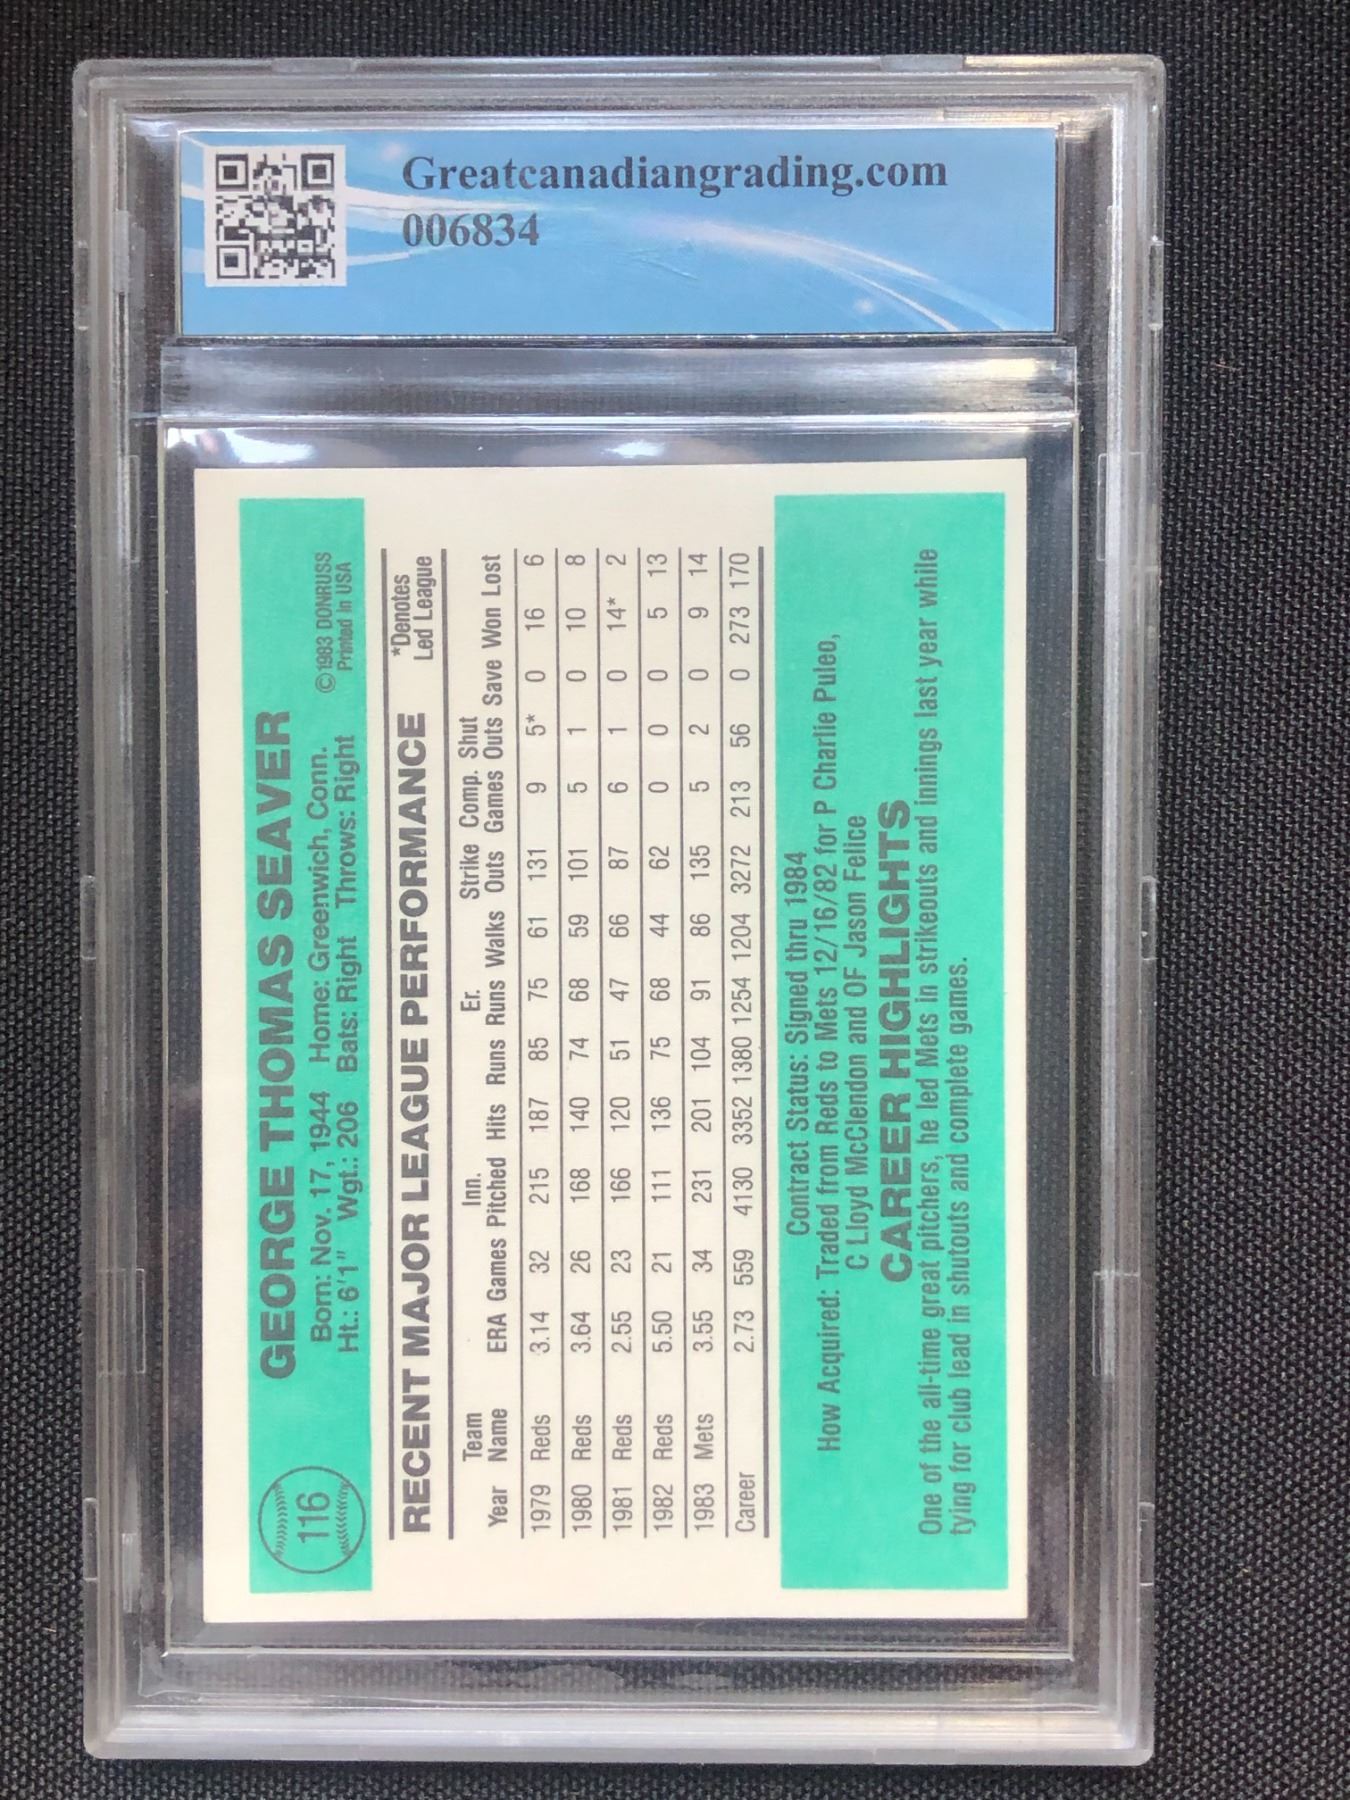 Greatcanadiangrading.com
006834
116
GEORGE THOMAS SEAVER
Born: Nov. 17, 1944 Home: Greenwich, Conn. ©1983 DONRUSS
Ht.: 6'1" Wgt.: 206 Bats: Right Throws: Right Printed In USA
RECENT MAJOR LEAGUE PERFORMANCE
*Denotes
Led League
Team Inn. Er. Strike Comp. Shut
Year Name ERA Games Pitched Hits Runs Runs Walks Outs Games Outs Save Won Lost
1979 Reds 3.14 32 215 187 85 75 61 131 9 5* 0 16 6
1980 Reds 3.64 26 168 140 74 68 59 101 5 1 0 10 8
1981 Reds 2.55 23 166 120 51 47 66 87 6 1 0 14* 2
1982 Reds 5.50 21 111 136 75 68 44 62 0 0 0 5 13
1983 Mets 3.55 34 231 201 104 91 86 135 5 2 0 9 14
Career 2.73 559 4130 3352 1380 1254 1204 3272 213 56 0 273 170
Contract Status: Signed thru 1984
How Acquired: Traded from Reds to Mets 12/16/82 for P Charlie Puleo,
C Lloyd McClendon and OF Jason Felice
CAREER HIGHLIGHTS
One of the all-time great pitchers, he led Mets in strikeouts and innings last year while
tying for club lead in shutouts and complete games.